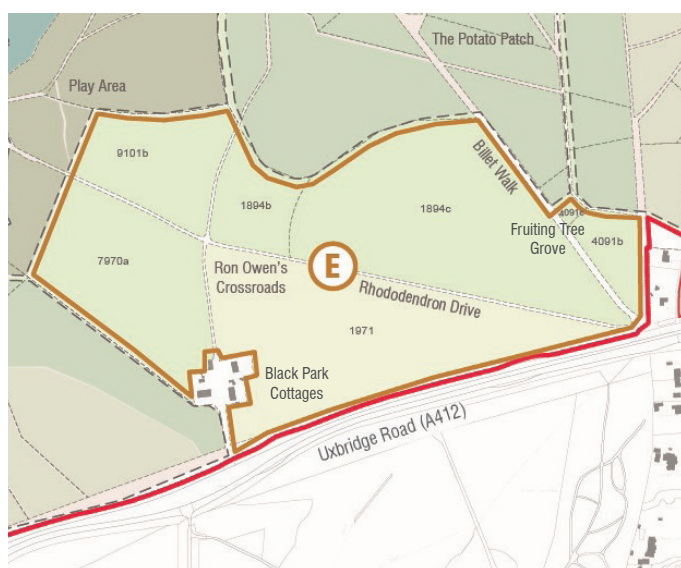 The Potato Patch
Play Area
9101b
Billet Walk
1894b
1894c
Fruiting Tree
Grove
4091b
7970a
Ron Owen's
Crossroads
E
Rhododendron Drive
1971
Black Park
Cottages
Uxbridge Road (A412)